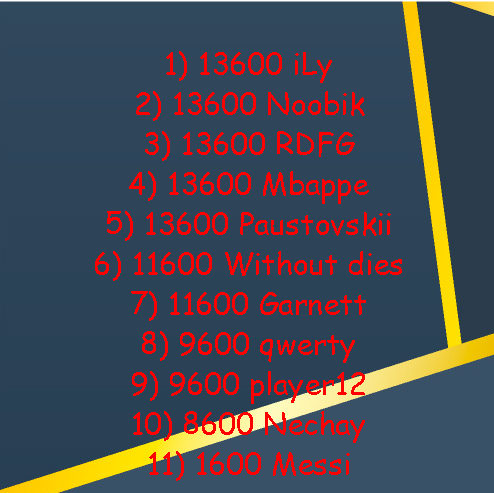 1) 13600 iLy
2) 13600 Noobik
3) 13600 RDFG
4) 13600 Mbappe
5) 13600 Paustovskii
6) 11600 Without dies
7) 11600 Garnett
8) 9600 qwerty
9) 9600 player12
10) 8600 Nechay
11) 1600 Messi